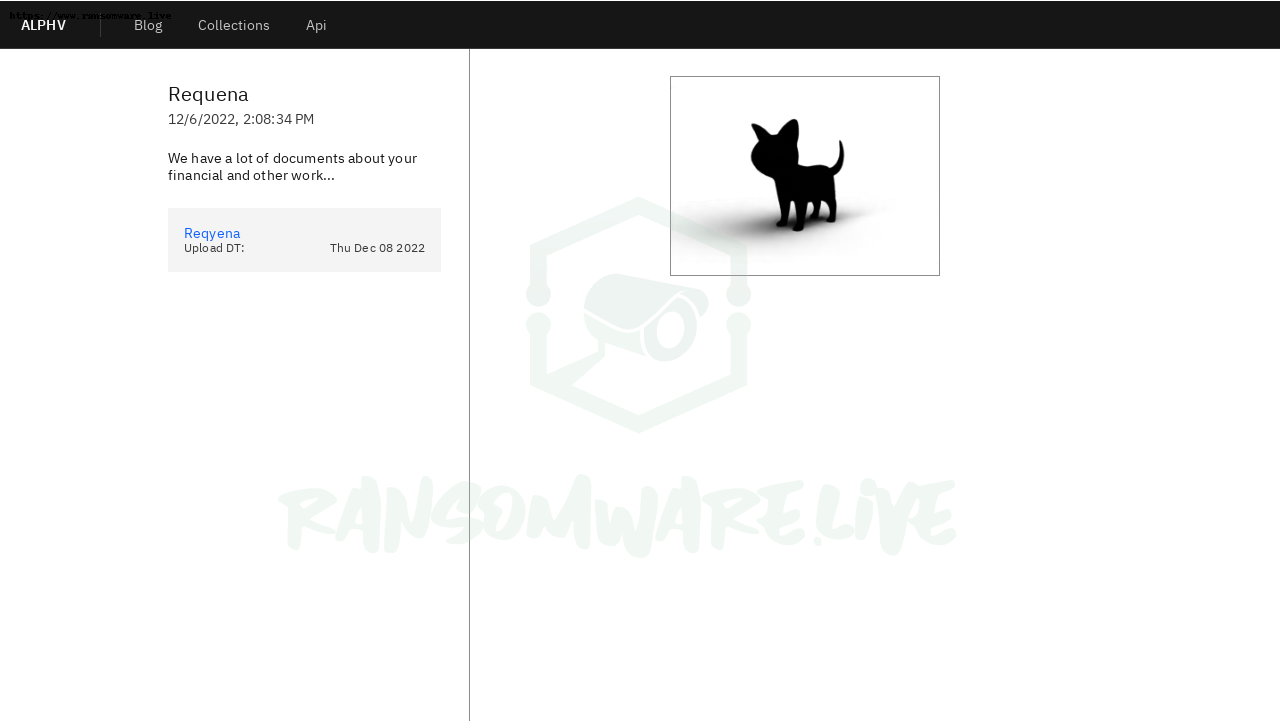 https://www.ransomware.live
ALPHV
Blog
Collections
Api
Requena
12/6/2022, 2:08:34 PM
We have a lot of documents about your
financial and other work...
Reqyena
Upload DT:
Thu Dec 08 2022
RANSOMWARE.LIVE